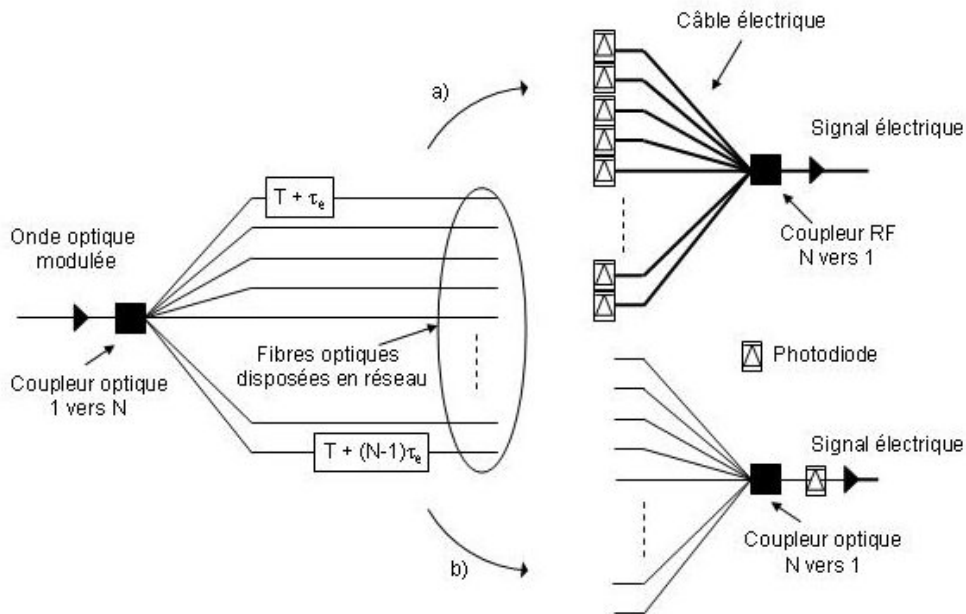 Câble électrique
a)
Signal électrique
T + τe
Onde optique
modulée
Coupleur RF
N vers 1
Fibres optiques
disposées en réseau
Photodiode
Coupleur optique
1 vers N
T + (N-1)τe
Signal électrique
b)
Coupleur optique
N vers 1